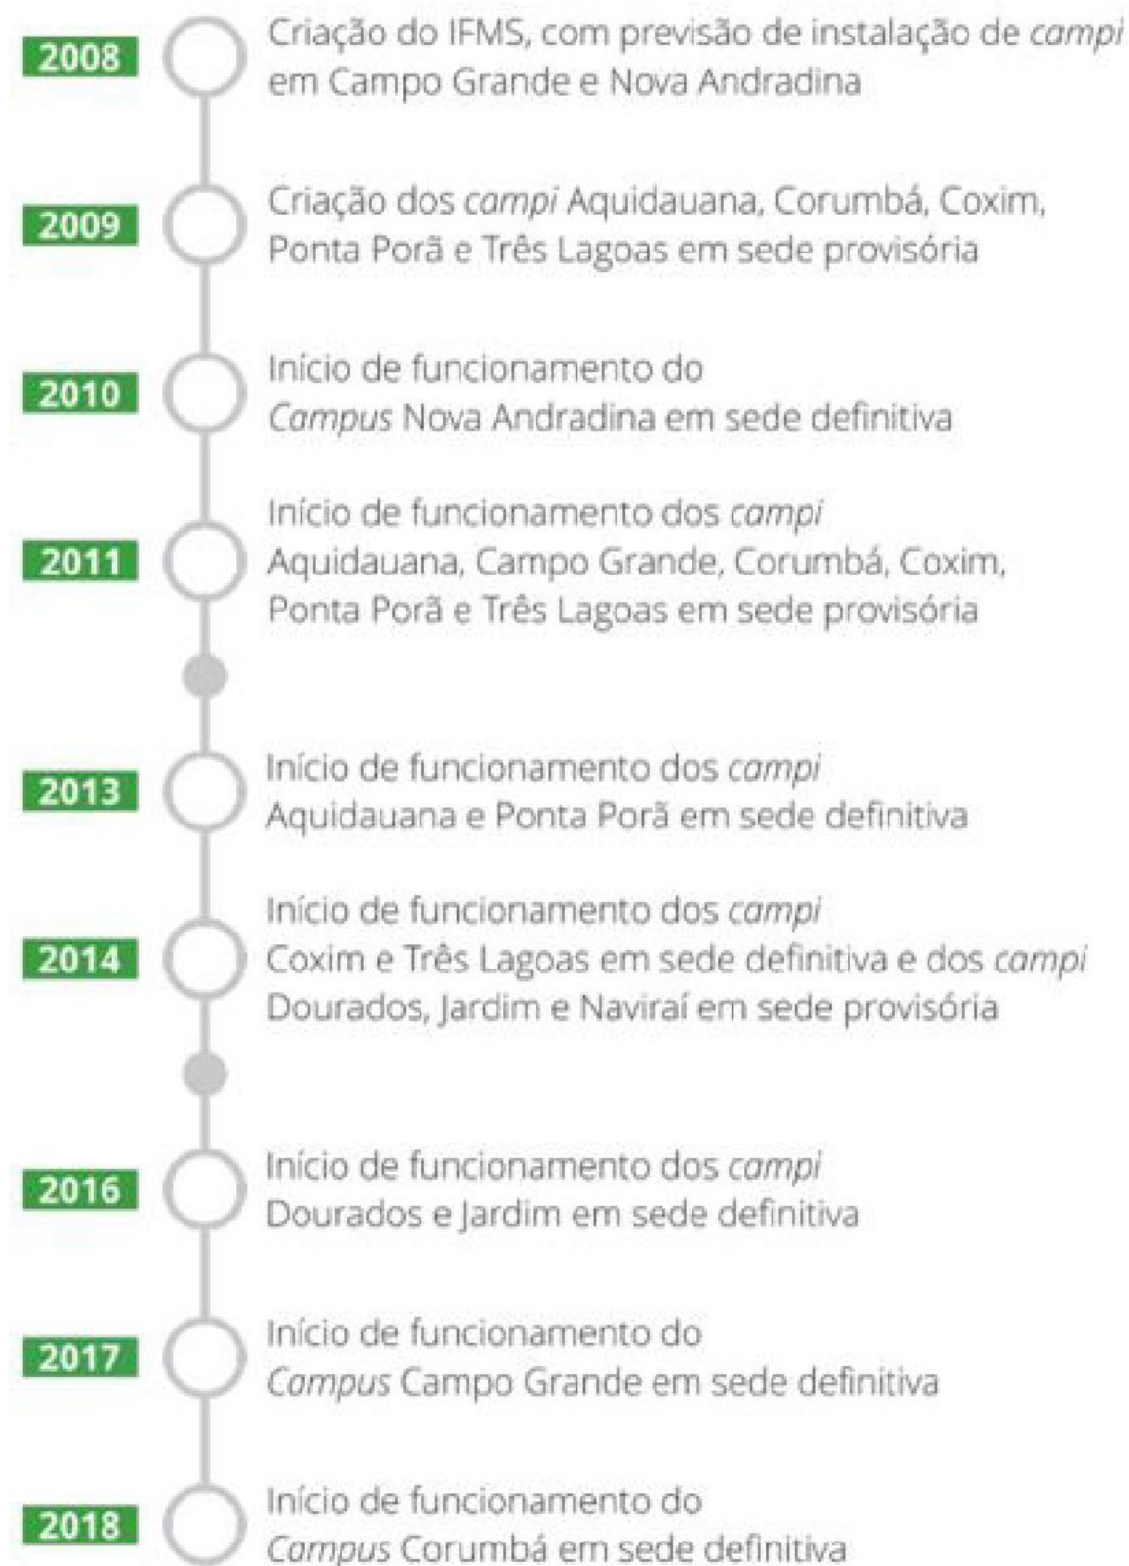 2008
Criação do IFMS, com previsão de instalação de campi
em Campo Grande e Nova Andradina
2009
Criação dos campi Aquidauana, Corumbá, Coxim,
Ponta Porã e Três Lagoas em sede provisória
2010
Início de funcionamento do
Campus Nova Andradina em sede definitiva
2011
Início de funcionamento dos campi
Aquidauana, Campo Grande, Corumbá, Coxim,
Ponta Porã e Três Lagoas em sede provisória
2013
Início de funcionamento dos campi
Aquidauana e Ponta Porã em sede definitiva
2014
Início de funcionamento dos campi
Coxim e Três Lagoas em sede definitiva e dos campi
Dourados, Jardim e Naviraí em sede provisória
2016
Início de funcionamento dos campi
Dourados e Jardim em sede definitiva
2017
Início de funcionamento do
Campus Campo Grande em sede definitiva
2018
Início de funcionamento do
Campus Corumbá em sede definitiva